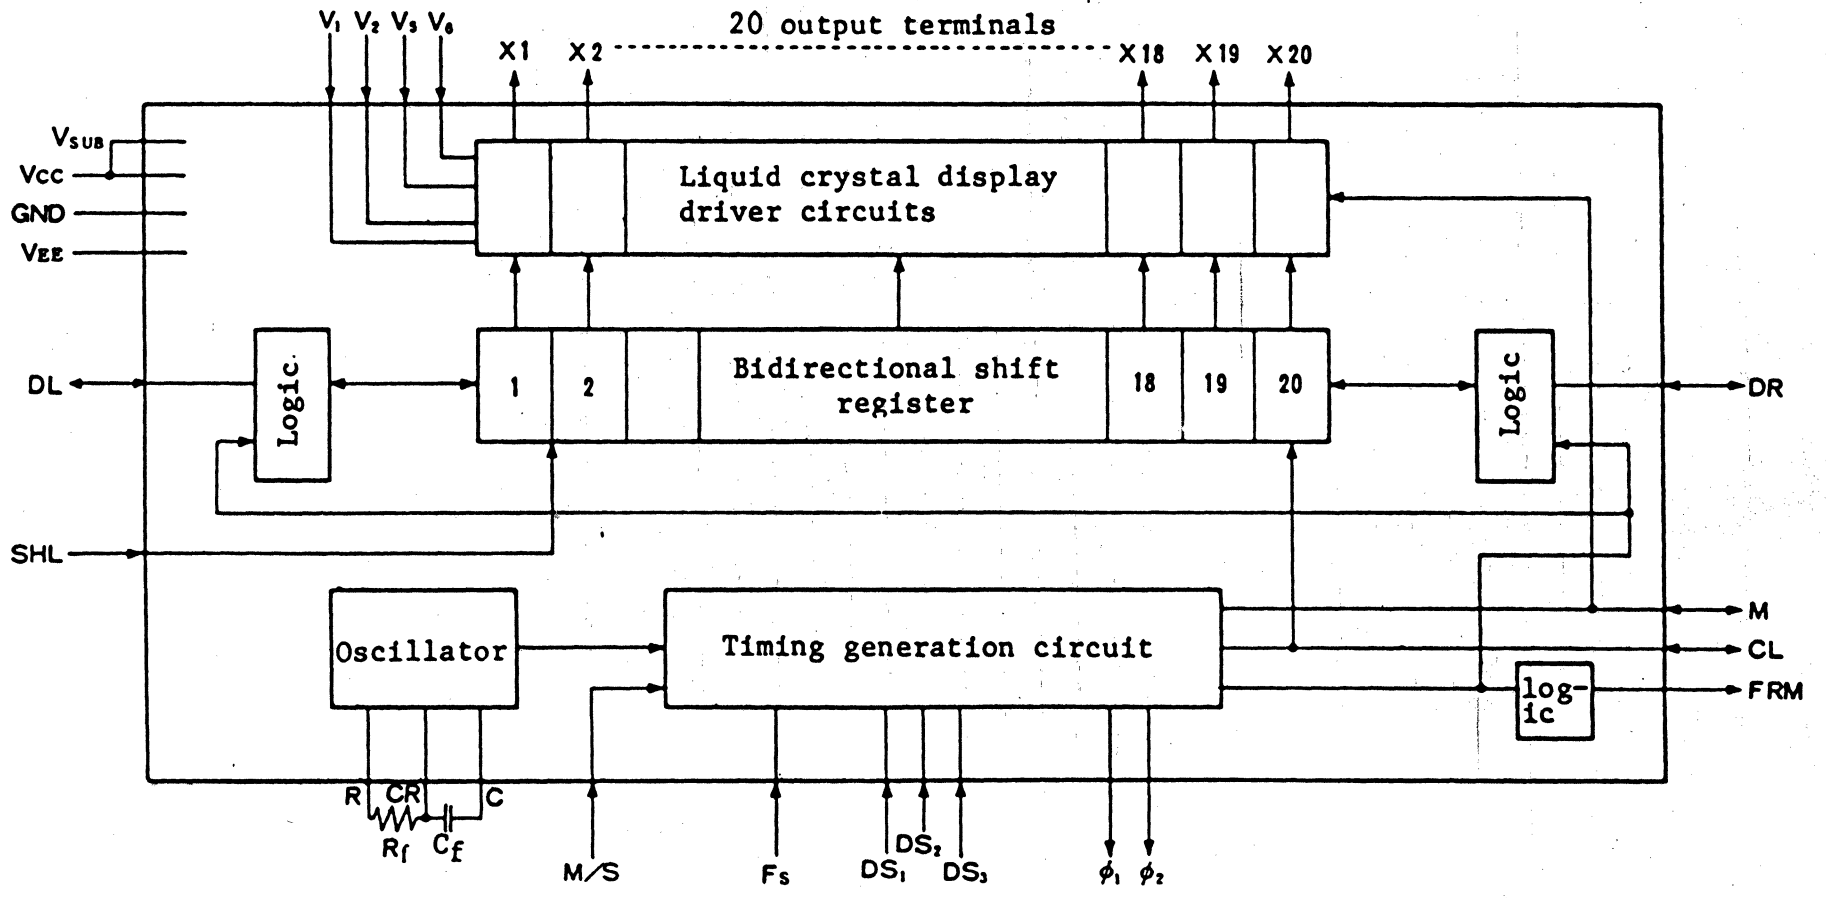 V₁ V₂ V₅ V₆
20 output terminals
X1 X2 X18 X19 X20
VSUB
VCC
GND
VEE
Liquid crystal display
driver circuits
DL
Logic
1 2
Bidirectional shift
register
18 19 20
Logic
DR
SHL
Oscillator
Timing generation circuit
M
CL
log-
ic
FRM
R CR C
Rf Cf
M/S
Fs
DS₁
DS₂
DS₃
ϕ₁ ϕ₂